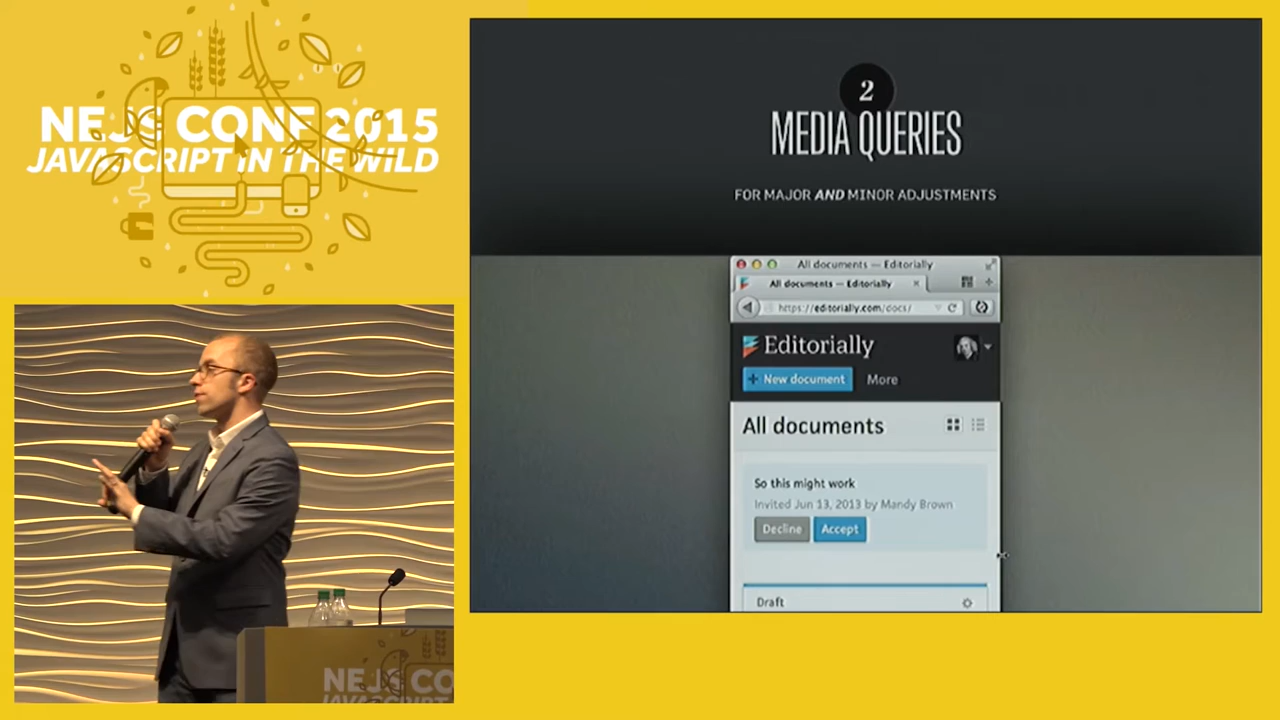 NEJS CONF 2015
JAVASCRIPT IN THE WILD
2
MEDIA QUERIES
FOR MAJOR AND MINOR ADJUSTMENTS
All documents — Editorially
All documents — Editorially
https://editorially.com/docs/
Editorially
+ New document
More
All documents
So this might work
Invited Jun 13, 2013 by Mandy Brown
Decline
Accept
Draft
NEJS CO
JAVASCRIPT